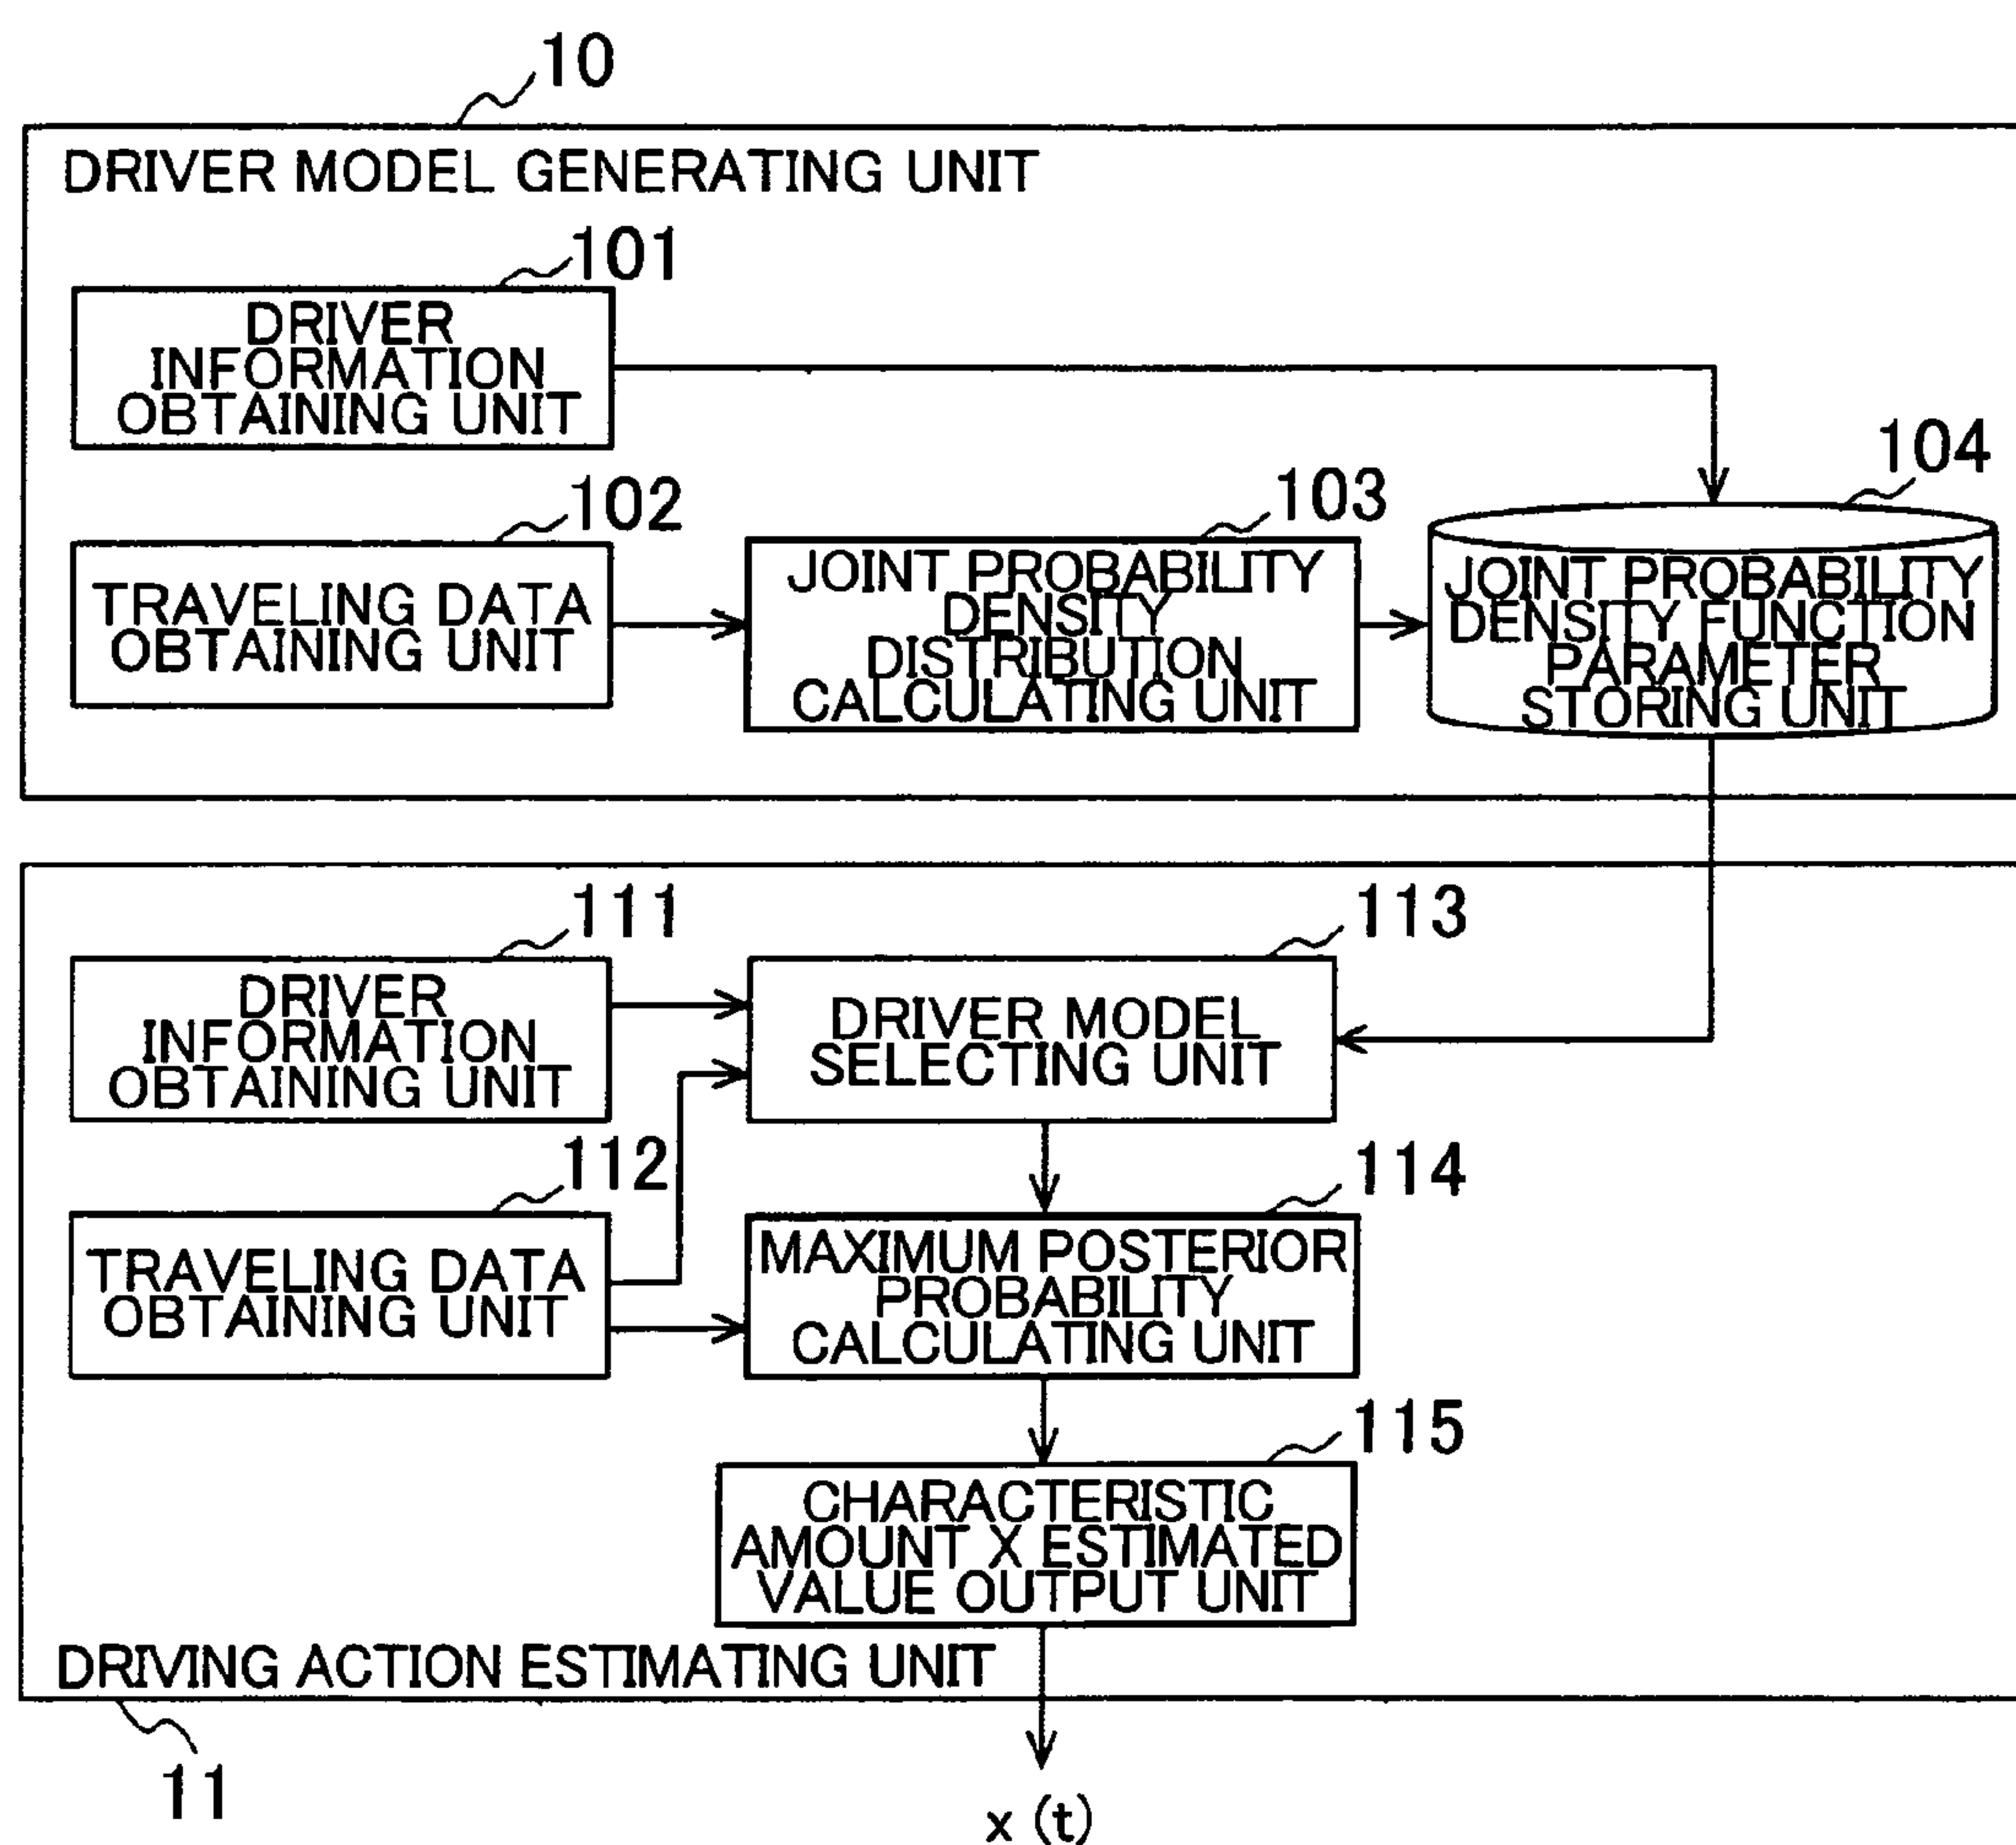 10
DRIVER MODEL GENERATING UNIT
101
DRIVER
INFORMATION
OBTAINING UNIT
104
102
TRAVELING DATA
OBTAINING UNIT
103
JOINT PROBABILITY
DENSITY
DISTRIBUTION
CALCULATING UNIT
JOINT PROBABILITY
DENSITY FUNCTION
PARAMETER
STORING UNIT
111
DRIVER
INFORMATION
OBTAINING UNIT
113
DRIVER MODEL
SELECTING UNIT
112
TRAVELING DATA
OBTAINING UNIT
114
MAXIMUM POSTERIOR
PROBABILITY
CALCULATING UNIT
115
CHARACTERISTIC
AMOUNT X ESTIMATED
VALUE OUTPUT UNIT
DRIVING ACTION ESTIMATING UNIT
11
x (t)